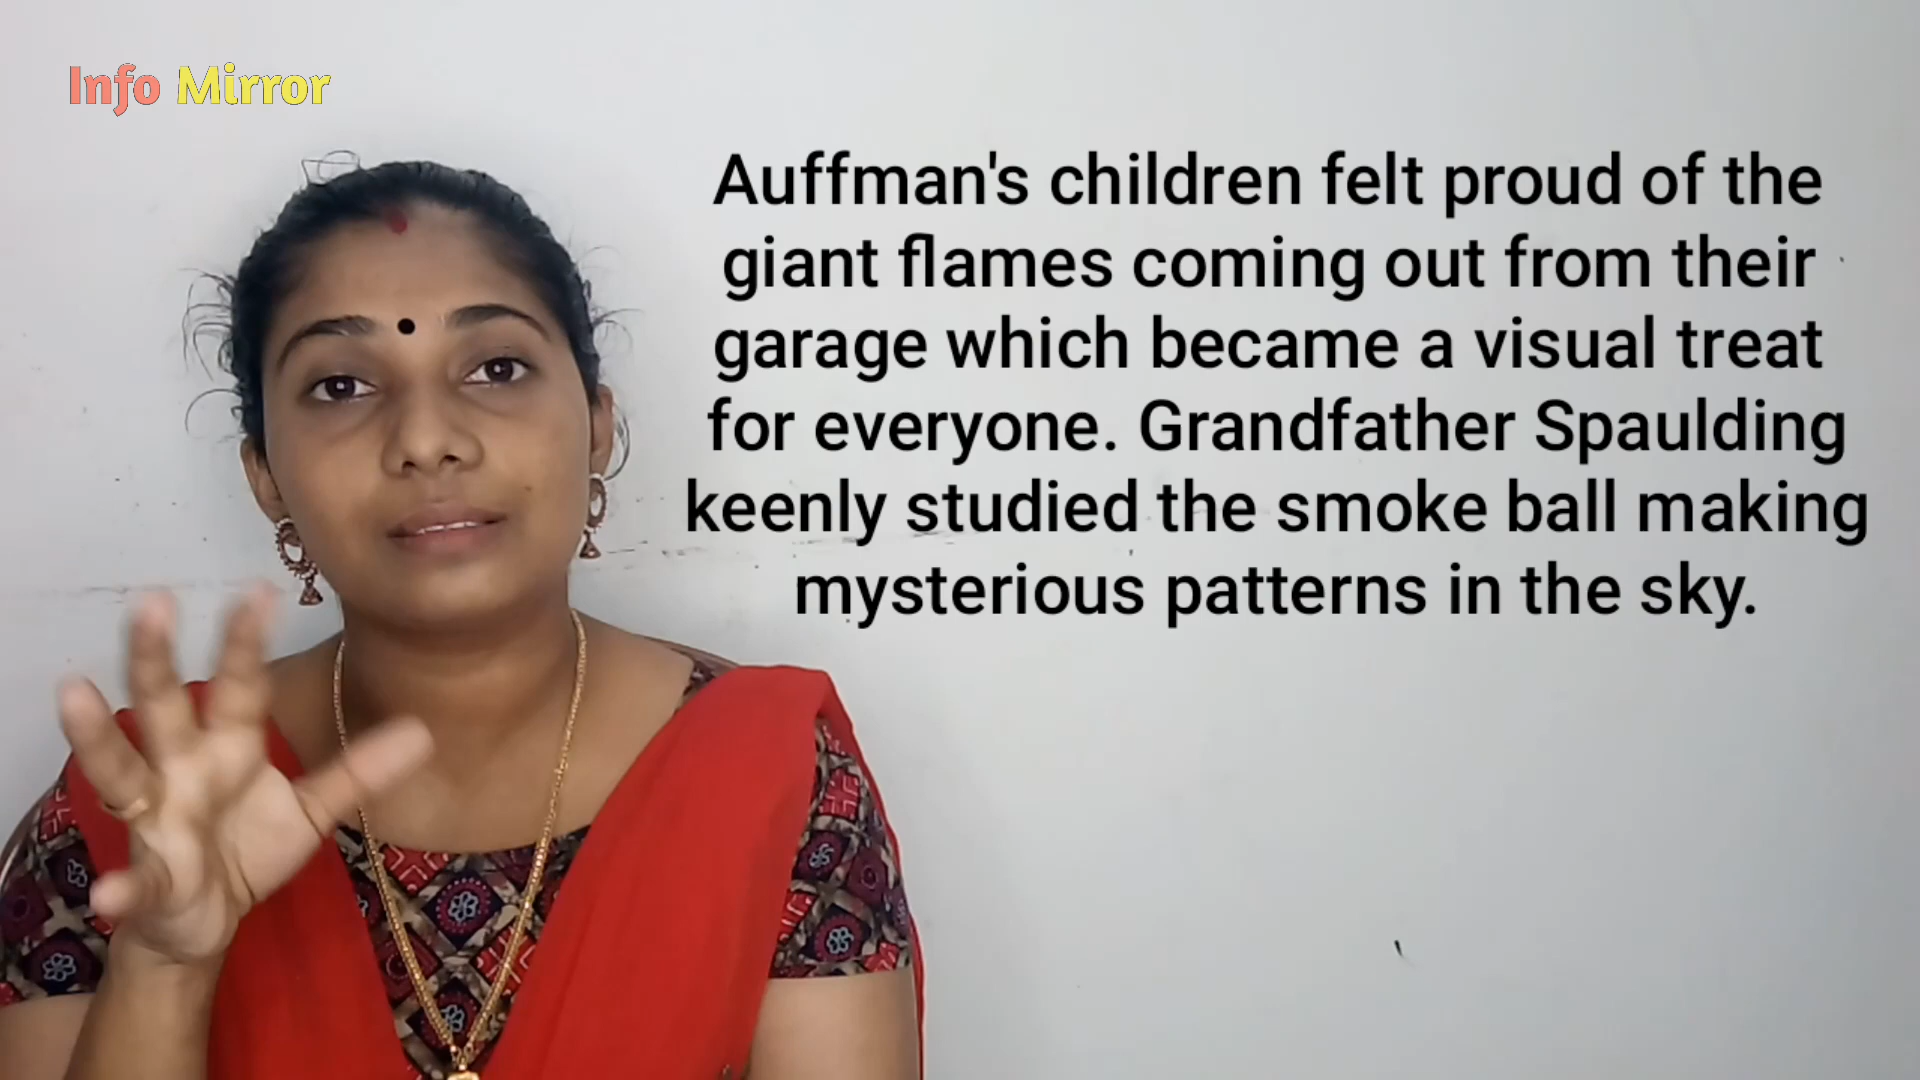 Info Mirror
Auffman's children felt proud of the
giant flames coming out from their
garage which became a visual treat
for everyone. Grandfather Spaulding
keenly studied the smoke ball making
mysterious patterns in the sky.